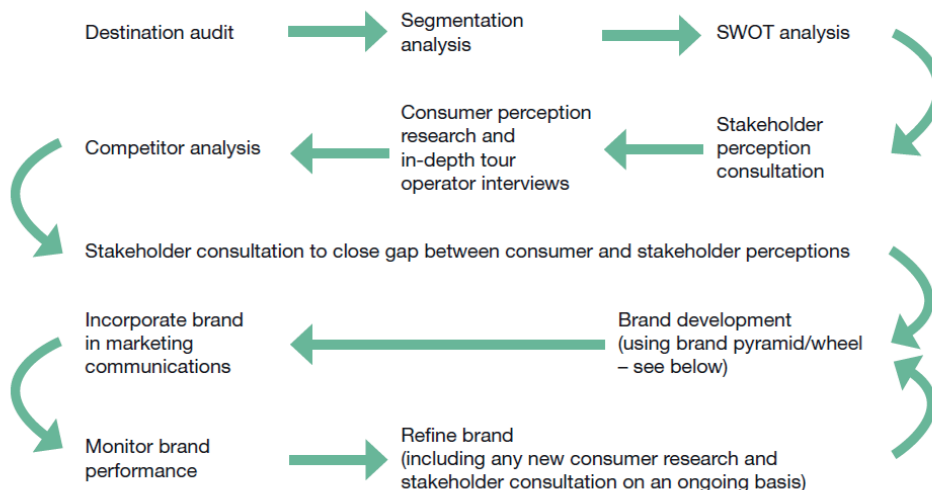 Destination audit
Segmentation
analysis
SWOT analysis
Stakeholder
perception
consultation
Consumer perception
research and
in-depth tour
operator interviews
Competitor analysis
Stakeholder consultation to close gap between consumer and stakeholder perceptions
Brand development
(using brand pyramid/wheel
– see below)
Incorporate brand
in marketing
communications
Monitor brand
performance
Refine brand
(including any new consumer research and
stakeholder consultation on an ongoing basis)